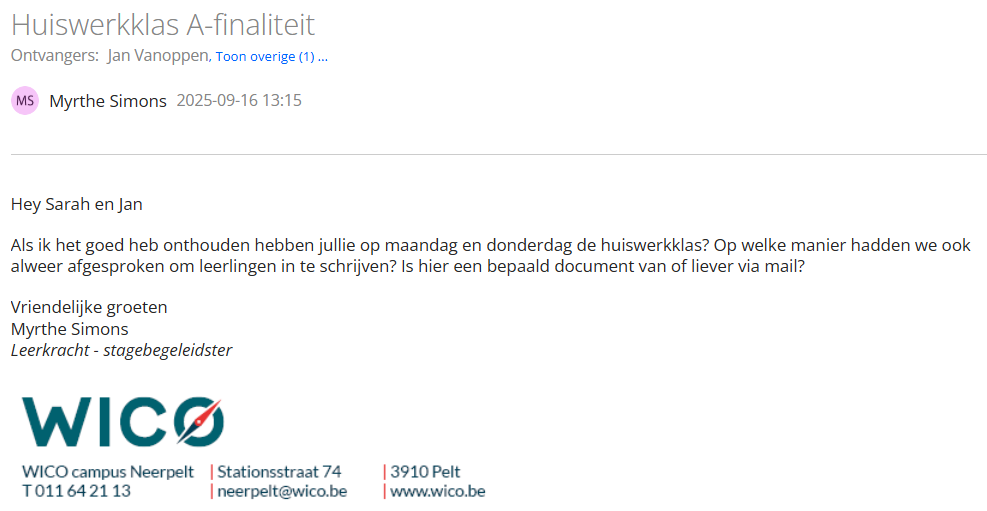 Huiswerkklas A-finaliteit
Ontvangers: Jan Vanoppen, Toon overige (1) ...
MS Myrthe Simons 2025-09-16 13:15
Hey Sarah en Jan
Als ik het goed heb onthouden hebben jullie op maandag en donderdag de huiswerkklas? Op welke manier hadden we ook
alweer afgesproken om leerlingen in te schrijven? Is hier een bepaald document van of liever via mail?
Vriendelijke groeten
Myrthe Simons
Leerkracht - stagebegeleidster
WICO
WICO campus Neerpelt | Stationsstraat 74 | 3910 Pelt
T 011 64 21 13 | neerpelt@wico.be | www.wico.be